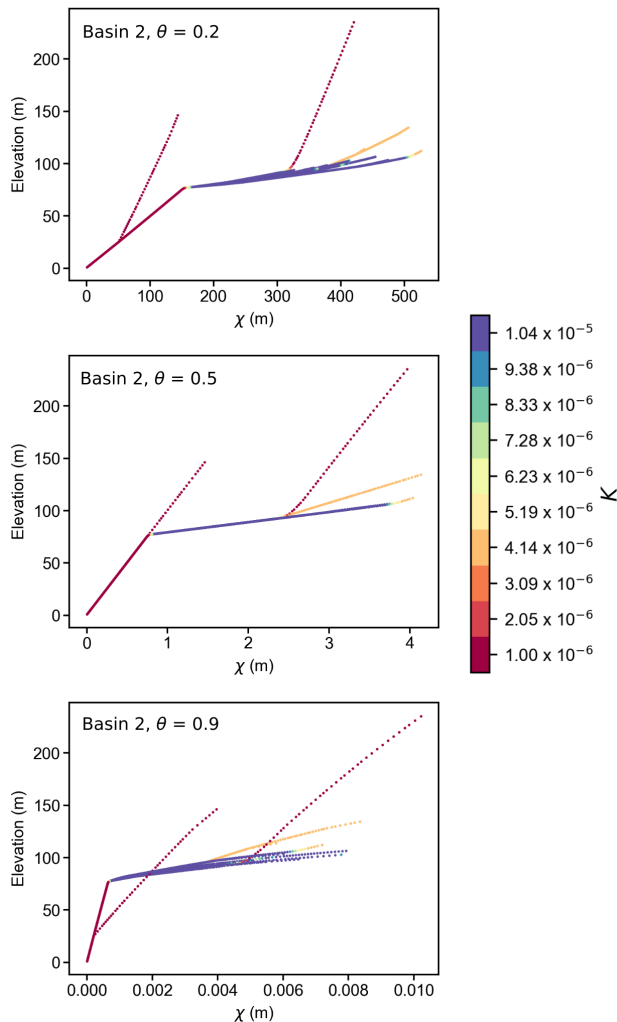 Basin 2, θ = 0.2
200
150
100
50
0
Elevation (m)
0 100 200 300 400 500
χ (m)
Basin 2, θ = 0.5
200
150
100
50
0
Elevation (m)
0 1 2 3 4
χ (m)
Basin 2, θ = 0.9
200
150
100
50
0
Elevation (m)
0.000 0.002 0.004 0.006 0.008 0.010
χ (m)
1.04 x 10⁻⁵
9.38 x 10⁻⁶
8.33 x 10⁻⁶
7.28 x 10⁻⁶
6.23 x 10⁻⁶
5.19 x 10⁻⁶
4.14 x 10⁻⁶
3.09 x 10⁻⁶
2.05 x 10⁻⁶
1.00 x 10⁻⁶
K